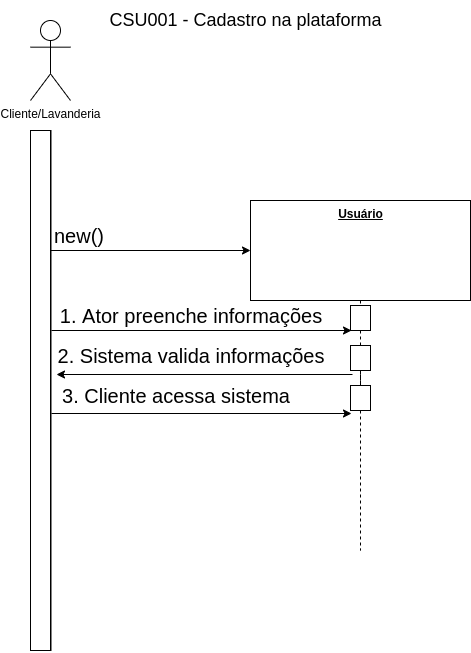 CSU001 - Cadastro na plataforma
Cliente/Lavanderia
Usuário
new()
1. Ator preenche informações
2. Sistema valida informações
3. Cliente acessa sistema